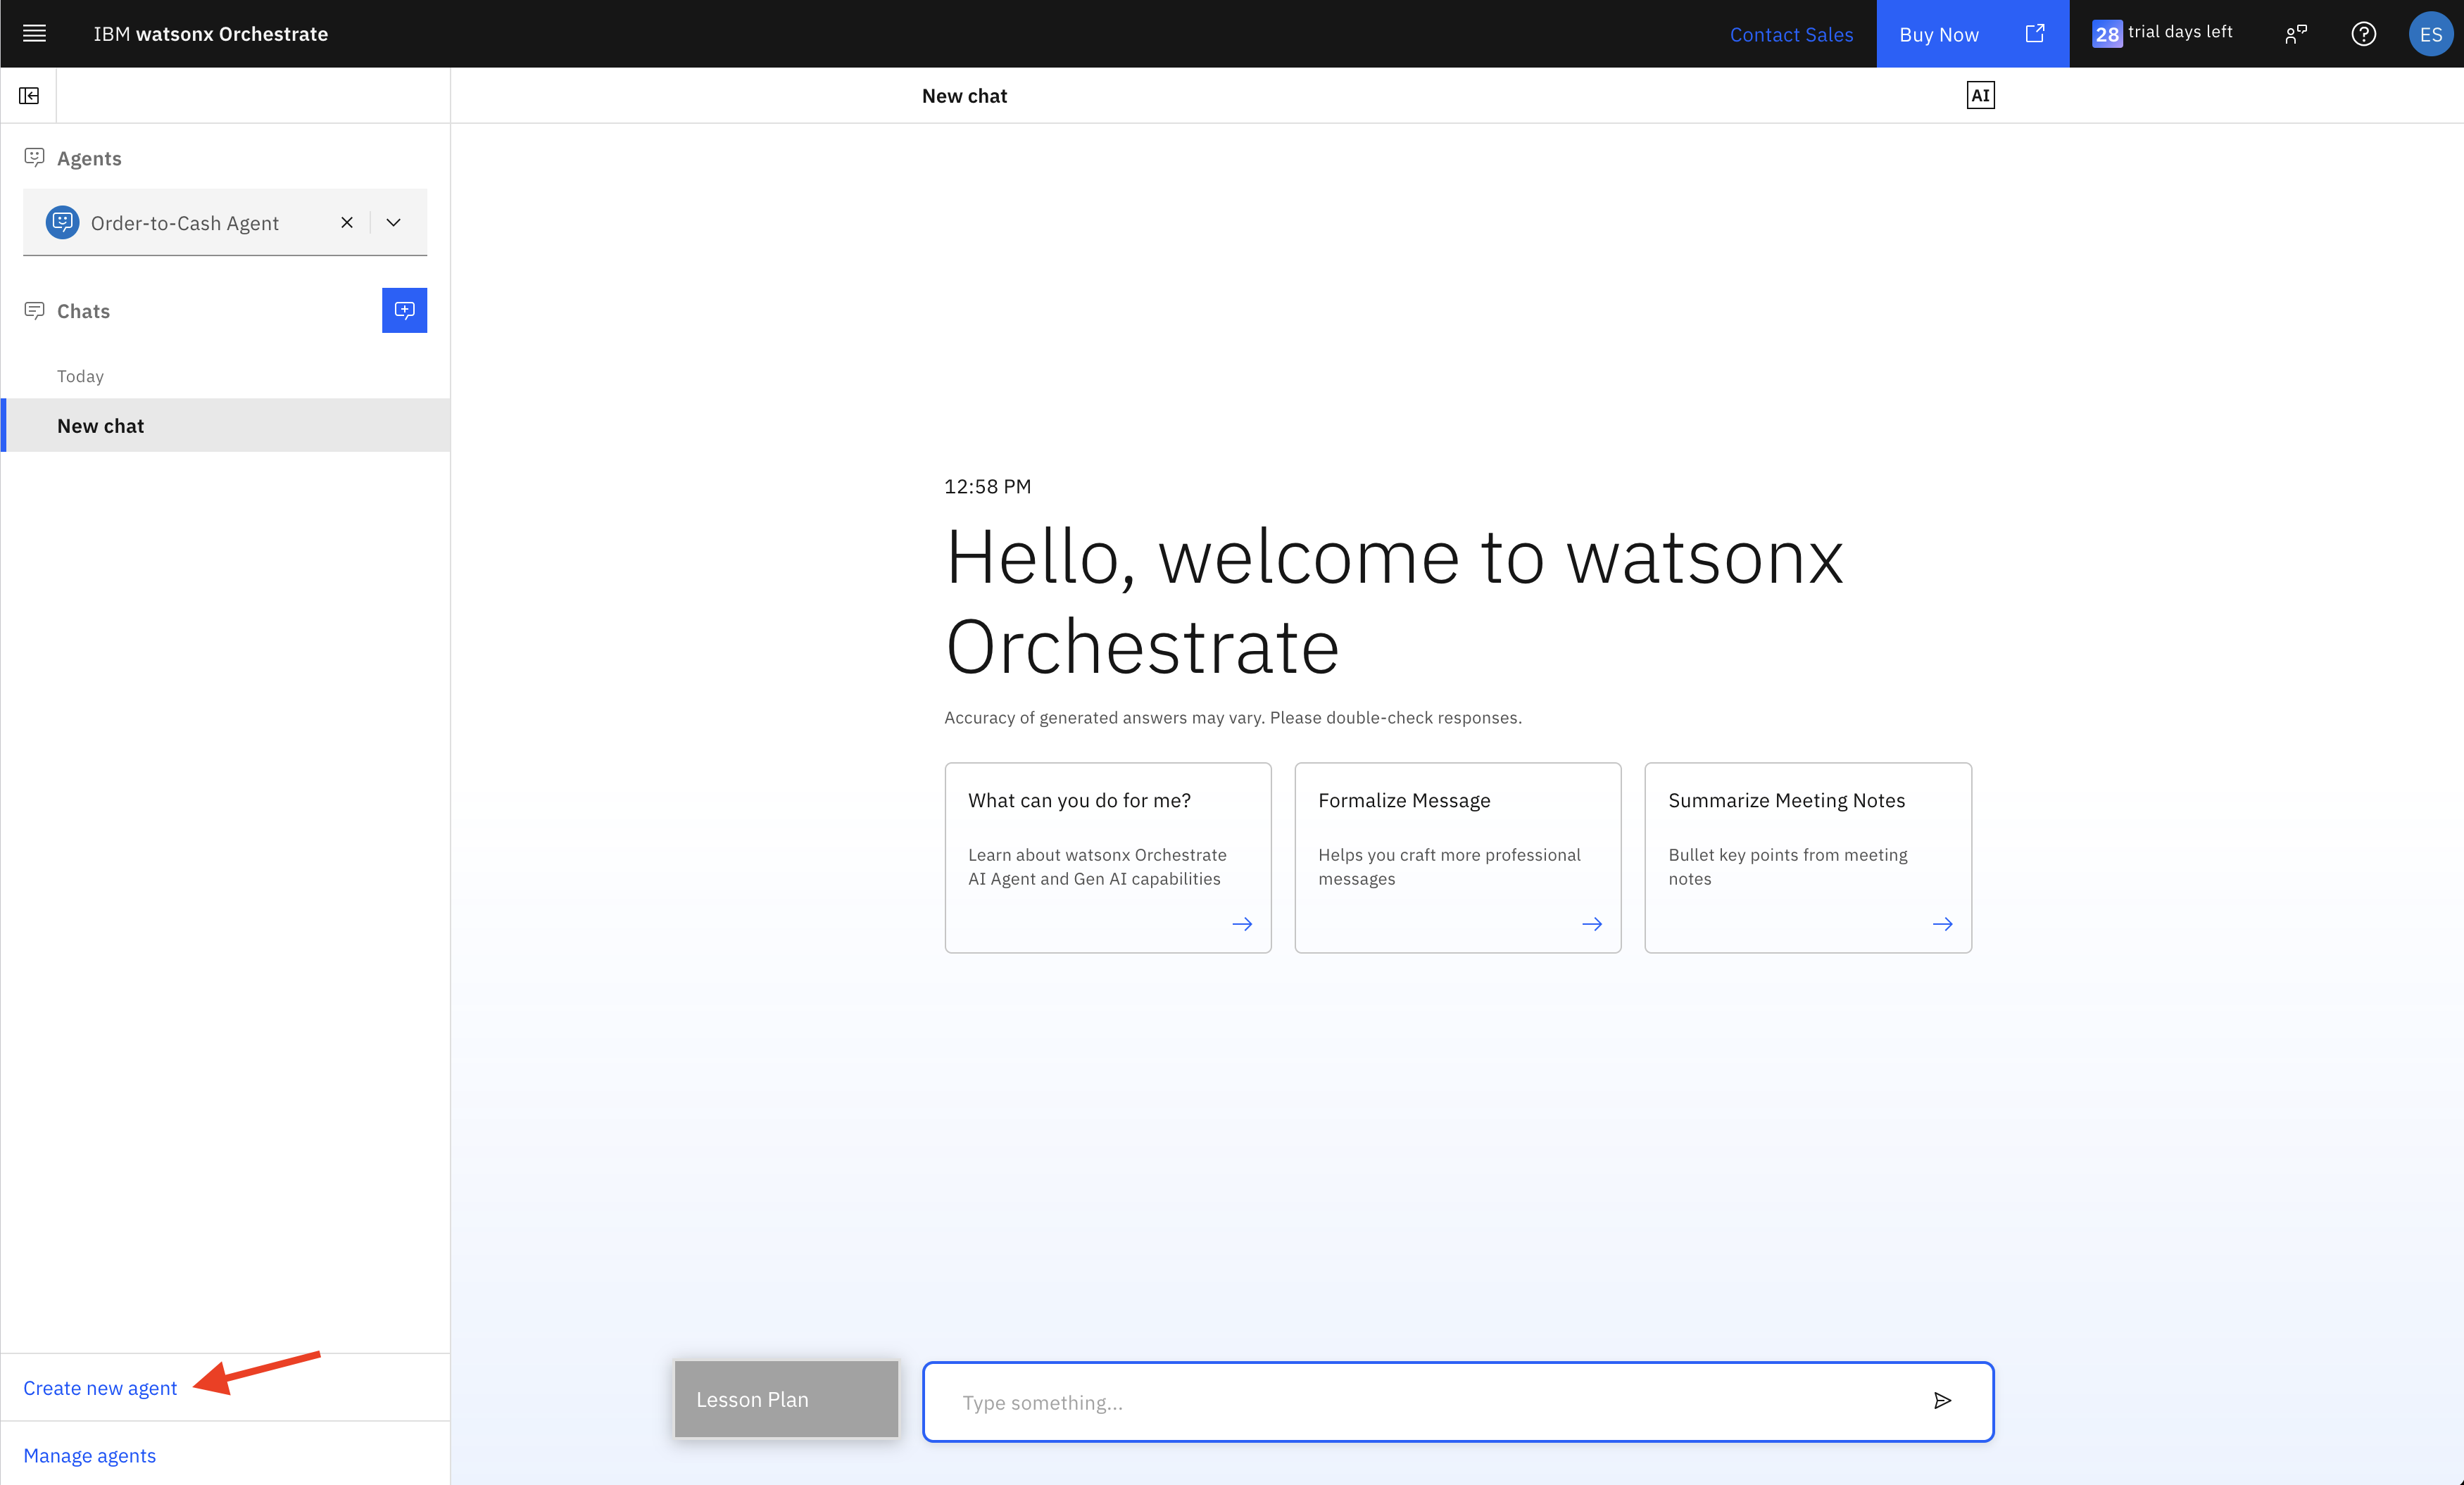 IBM watsonx Orchestrate
Contact Sales
Buy Now
28 trial days left
ES
New chat
AI
Agents
Order-to-Cash Agent
Chats
Today
New chat
12:58 PM
Hello, welcome to watsonx
Orchestrate
Accuracy of generated answers may vary. Please double-check responses.
What can you do for me?
Learn about watsonx Orchestrate
AI Agent and Gen AI capabilities
Formalize Message
Helps you craft more professional
messages
Summarize Meeting Notes
Bullet key points from meeting
notes
Create new agent
Manage agents
Lesson Plan
Type something...